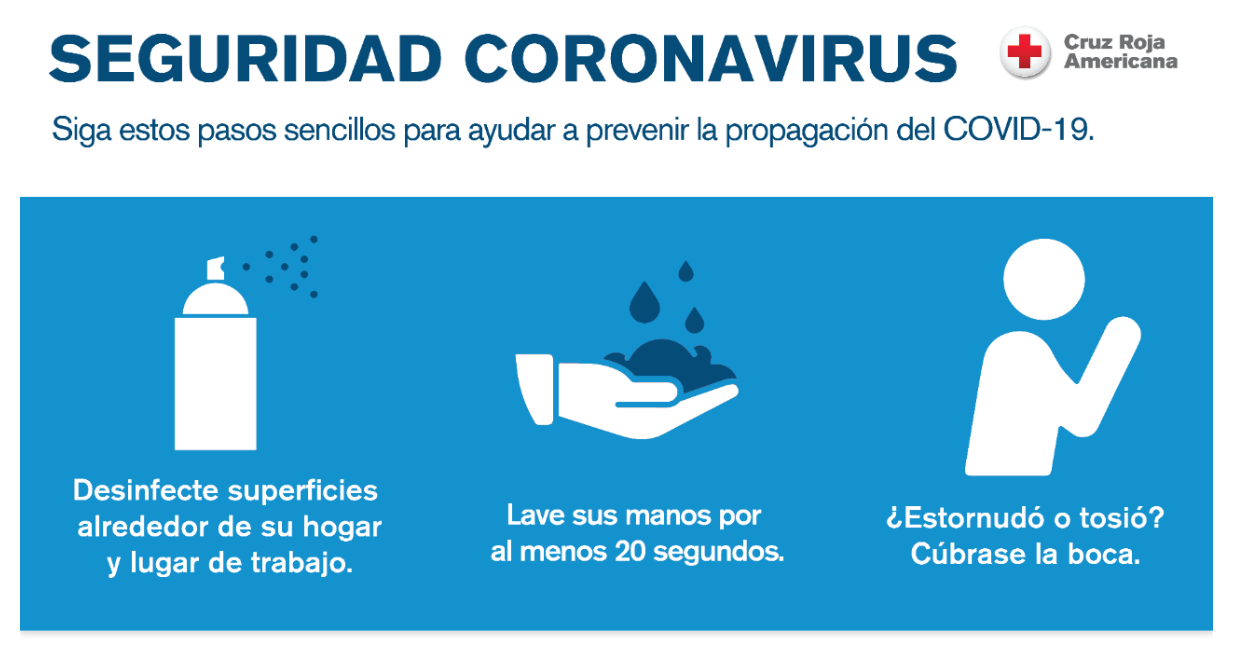 SEGURIDAD CORONAVIRUS
Cruz Roja
Americana
Siga estos pasos sencillos para ayudar a prevenir la propagación del COVID-19.
Desinfecte superficies
alrededor de su hogar
y lugar de trabajo.
Lave sus manos por
al menos 20 segundos.
¿Estornudó o tosió?
Cúbrase la boca.